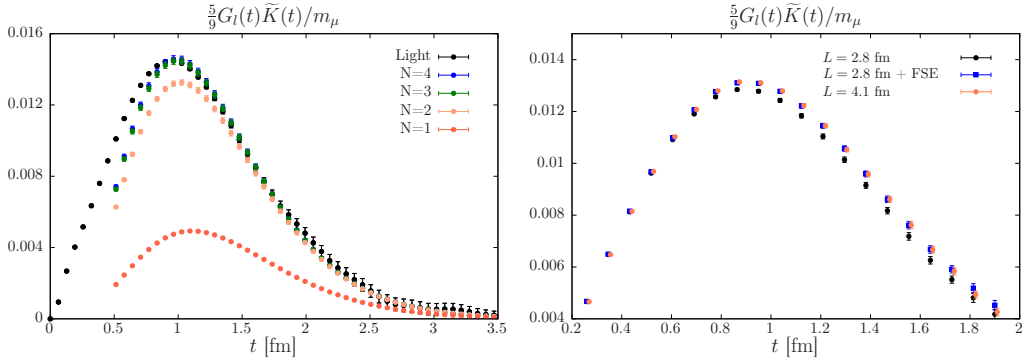 5/9 G_l(t)K̃(t)/m_μ
Light
N=4
N=3
N=2
N=1
0.016
0.012
0.008
0.004
0
0 0.5 1 1.5 2 2.5 3 3.5
t [fm]
5/9 G_l(t)K̃(t)/m_μ
L = 2.8 fm
L = 2.8 fm + FSE
L = 4.1 fm
0.014
0.013
0.012
0.01
0.008
0.006
0.004
0.2 0.4 0.6 0.8 1 1.2 1.4 1.6 1.8 2
t [fm]